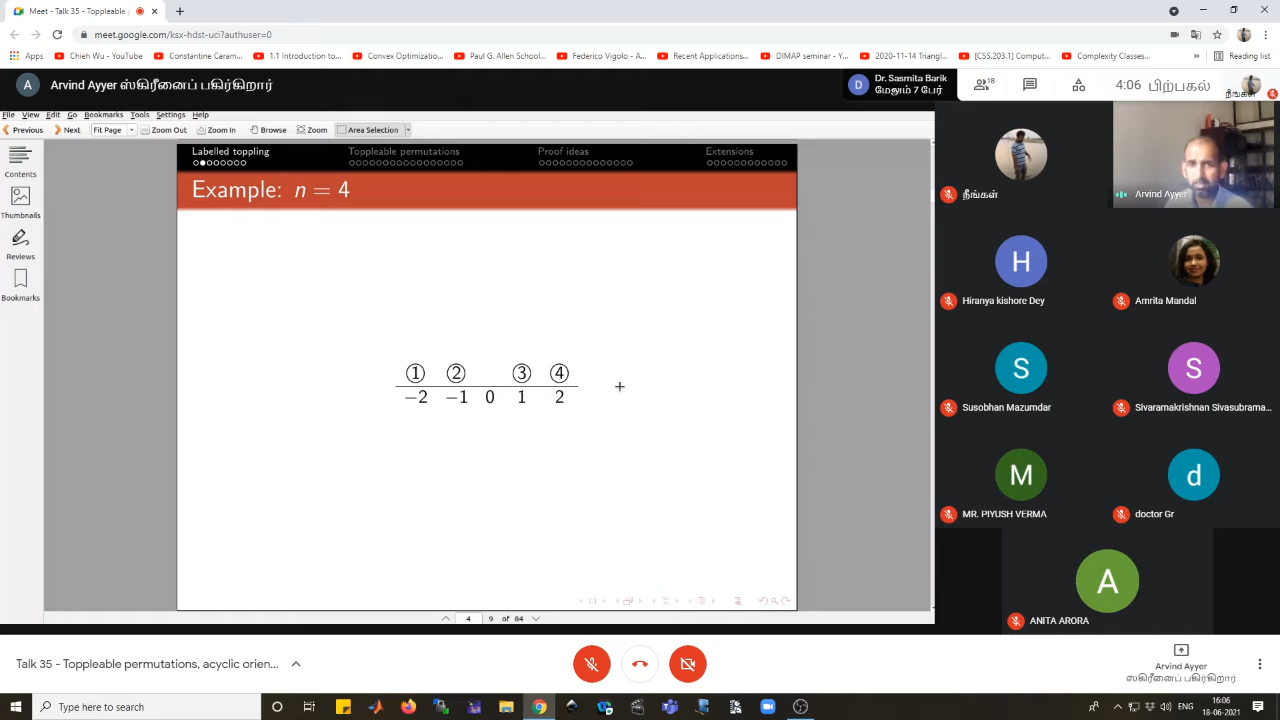 Meet - Talk 35 - Toppleable
meet.google.com/ksx-hdst-uci?authuser=0
Apps Chieh Wu - YouTube Constantine Caram... 1.1 Introduction to... Convex Optimizatio... Paul G. Allen School... Federico Vigolo - A... Recent Applications... DIMAP seminar - Y... 2020-11-14 Triangl... [CSS.203.1] Comput... Complexity Classes... » Reading list
A Arvind Ayyer ஸ்கிரீனைப் பகிர்கிறார்
D Dr. Sasmita Barik
மேலும் 7 பேர்
18
4:06 பிற்பகல்
நீங்கள்
File View Edit Go Bookmarks Tools Settings Help
Previous Next Fit Page Zoom Out Zoom In Browse Zoom Area Selection
Contents
Thumbnails
Reviews
Bookmarks
Labelled toppling Toppleable permutations Proof ideas Extensions
Example: n = 4
① ② ③ ④
−2 −1 0 1 2
4 9 of 84
நீங்கள்
Arvind Ayyer
H
Hiranya kishore Dey
Amrita Mandal
S
Susobhan Mazumdar
S
Sivaramakrishnan Sivasubrama...
M
MR. PIYUSH VERMA
d
doctor Gr
A
ANITA ARORA
Talk 35 - Toppleable permutations, acyclic orien...
Arvind Ayyer
ஸ்கிரீனைப் பகிர்கிறார்
Type here to search
ENG
16:06
18-06-2021